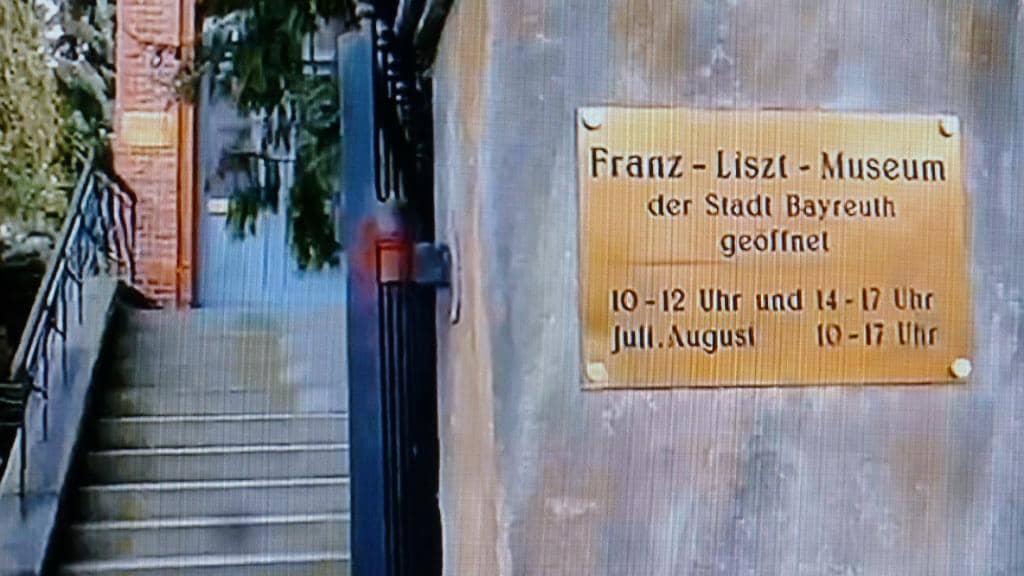 Franz - Liszt - Museum
der Stadt Bayreuth
geöffnet
10 - 12 Uhr und 14 - 17 Uhr
Juli. August 10 - 17 Uhr